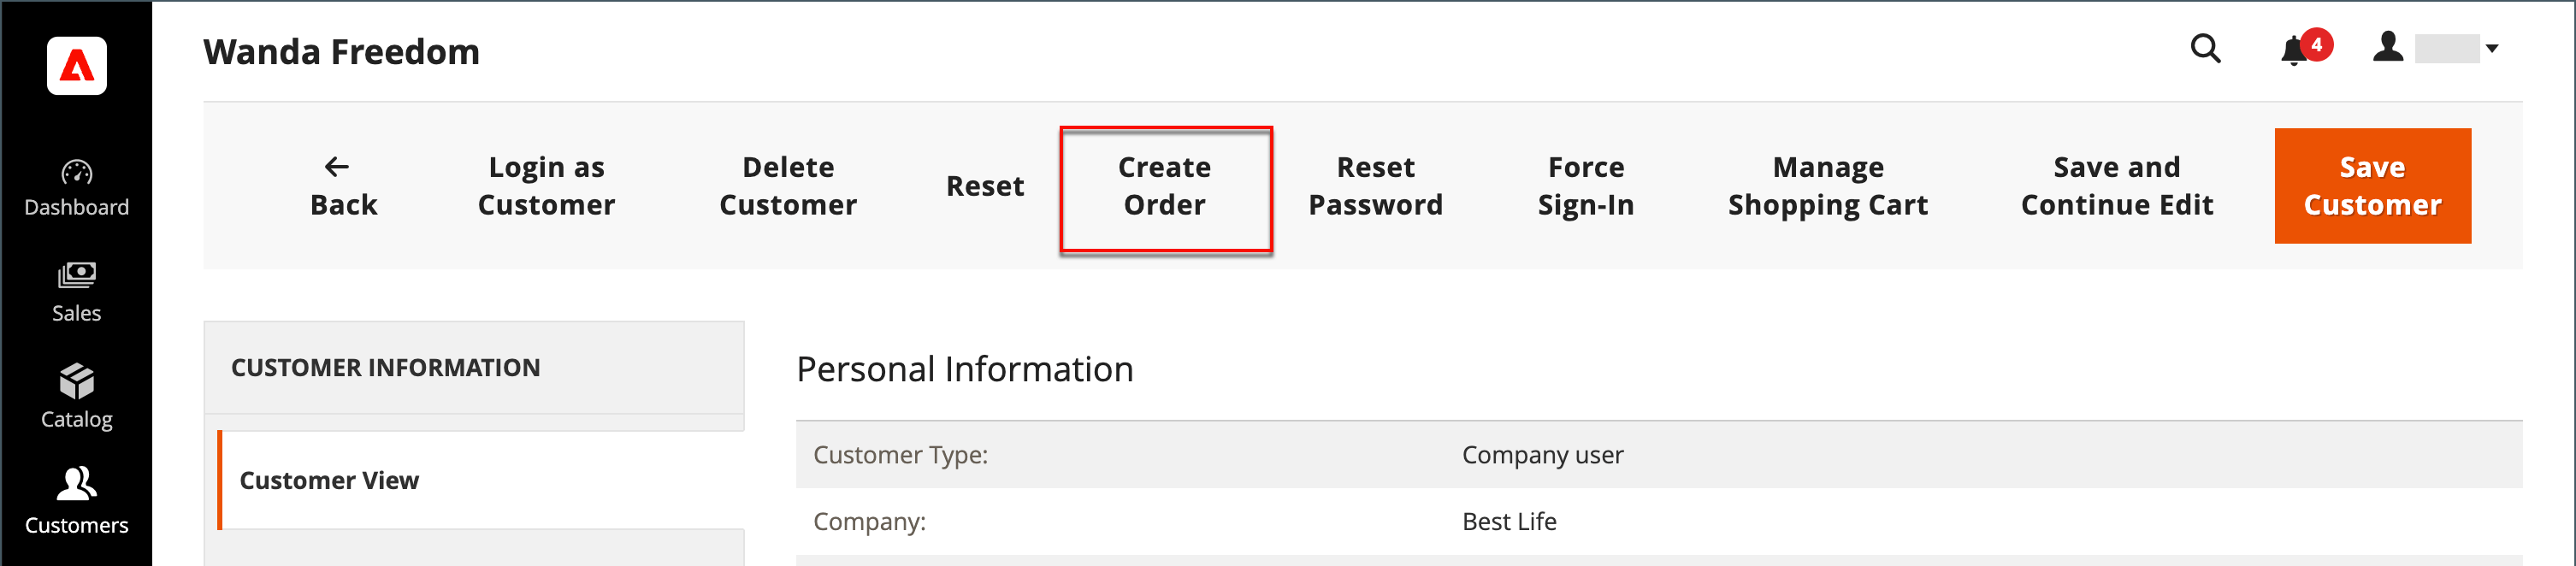 Wanda Freedom
4
Back
Login as
Customer
Delete
Customer
Reset
Create
Order
Reset
Password
Force
Sign-In
Manage
Shopping Cart
Save and
Continue Edit
Save
Customer
Dashboard
Sales
Catalog
Customers
CUSTOMER INFORMATION
Customer View
Personal Information
Customer Type: Company user
Company: Best Life